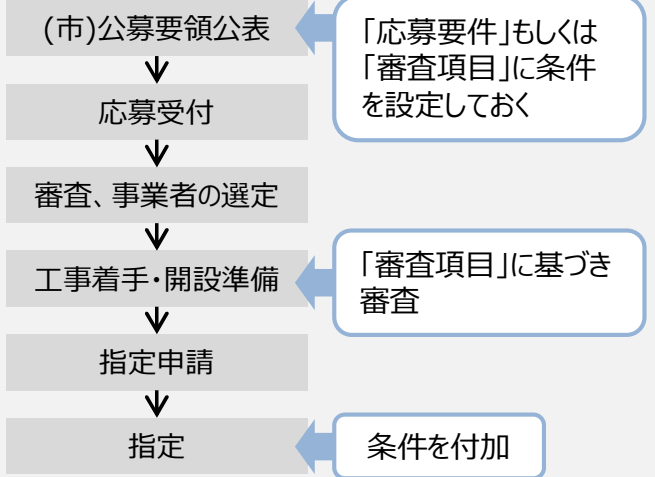 (市)公募要領公表
「応募要件」もしくは
「審査項目」に条件
を設定しておく
応募受付
審査、事業者の選定
工事着手・開設準備
「審査項目」に基づき
審査
指定申請
指定
条件を付加